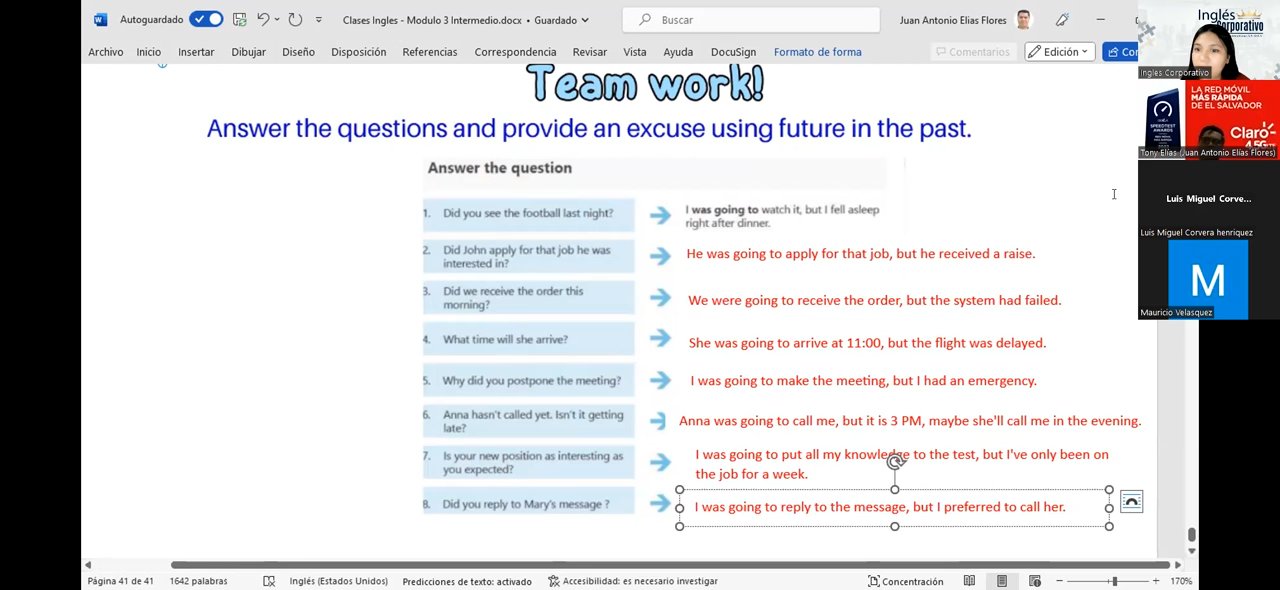 Autoguardado
Clases Ingles - Modulo 3 Intermedio.docx • Guardado
Buscar
Juan Antonio Elias Flores
Archivo Inicio Insertar Dibujar Diseño Disposición Referencias Correspondencia Revisar Vista Ayuda DocuSign Formato de forma
Comentarios
Edición
Team work!
Answer the questions and provide an excuse using future in the past.
Answer the question
1. Did you see the football last night?
I was going to watch it, but I fell asleep
right after dinner.
2. Did John apply for that job he was
interested in?
He was going to apply for that job, but he received a raise.
3. Did we receive the order this
morning?
We were going to receive the order, but the system had failed.
4. What time will she arrive?
She was going to arrive at 11:00, but the flight was delayed.
5. Why did you postpone the meeting?
I was going to make the meeting, but I had an emergency.
6. Anna hasn't called yet. Isn't it getting
late?
Anna was going to call me, but it is 3 PM, maybe she'll call me in the evening.
7. Is your new position as interesting as
you expected?
I was going to put all my knowledge to the test, but I've only been on
the job for a week.
8. Did you reply to Mary's message ?
I was going to reply to the message, but I preferred to call her.
Página 41 de 41 1642 palabras Inglés (Estados Unidos) Predicciones de texto: activado Accesibilidad: es necesario investigar Concentración 170%
Inglés
Corporativo
Ingles Corporativo
LA RED MÓVIL
MÁS RÁPIDA
DE EL SALVADOR
SPEEDTEST
AWARDS
Claro
4.5G
Tony Elías (Juan Antonio Elías Flores)
Luis Miguel Corve...
Luis Miguel Corvera henriquez
M
Mauricio Velasquez